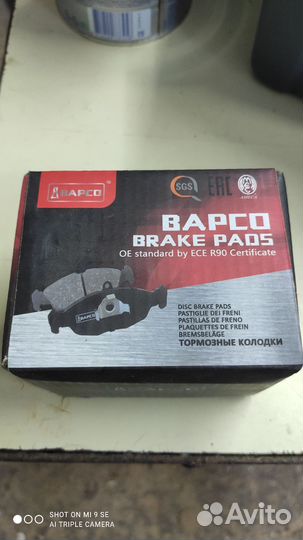 BAPCO
SGS
EAC
AMECA
BAPCO
BRAKE PADS
OE standard by ECE R90 Certificate
BAPCO
DISC BRAKE PADS
PASTIGLIE DEI FRENI
PASTILLAS DE FRENO
PLAQUETTES DE FREIN
BREMSBELÄGE
ТОРМОЗНЫЕ КОЛОДКИ
SHOT ON MI 9 SE
AI TRIPLE CAMERA
Avito